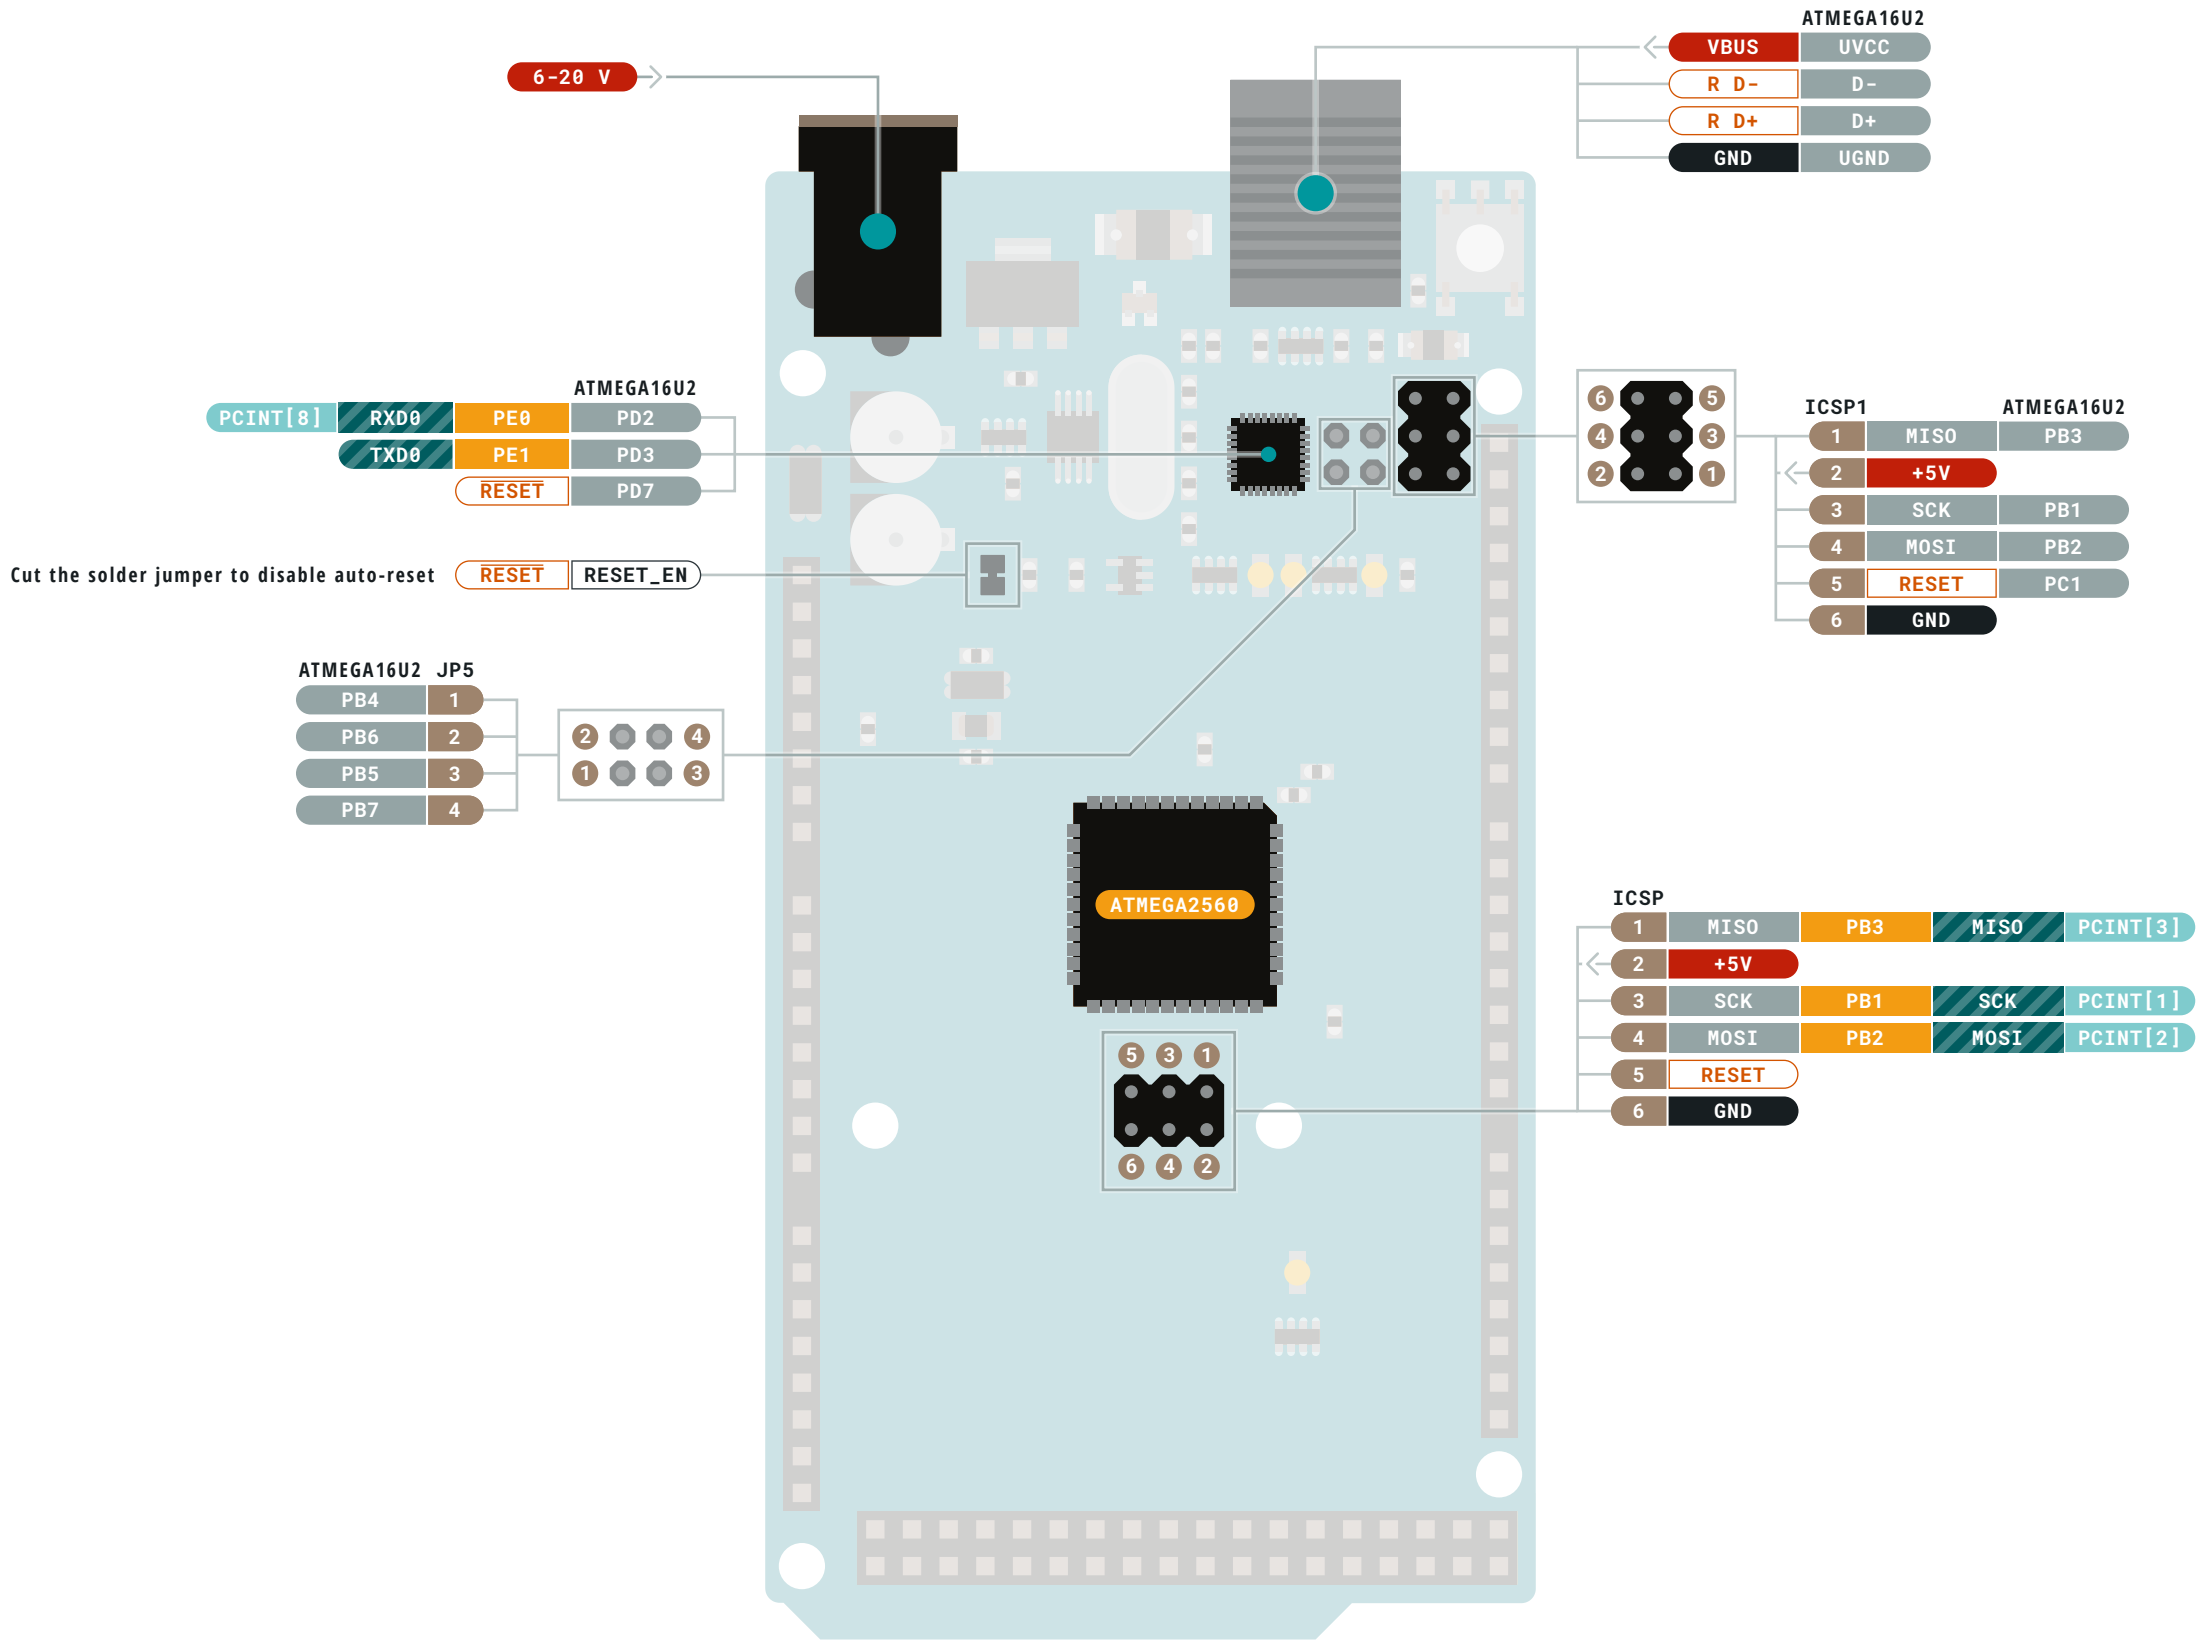 ATMEGA16U2
VBUS UVCC
R D- D-
R D+ D+
GND UGND
6-20 V
ATMEGA16U2
PCINT[8] RXD0 PE0 PD2
TXD0 PE1 PD3
RESET PD7
Cut the solder jumper to disable auto-reset RESET RESET_EN
ATMEGA16U2 JP5
PB4 1
PB6 2
PB5 3
PB7 4
2 4
1 3
6 5
4 3
2 1
ICSP1 ATMEGA16U2
1 MISO PB3
2 +5V
3 SCK PB1
4 MOSI PB2
5 RESET PC1
6 GND
ATMEGA2560
5 3 1
6 4 2
ICSP
1 MISO PB3 MISO PCINT[3]
2 +5V
3 SCK PB1 SCK PCINT[1]
4 MOSI PB2 MOSI PCINT[2]
5 RESET
6 GND